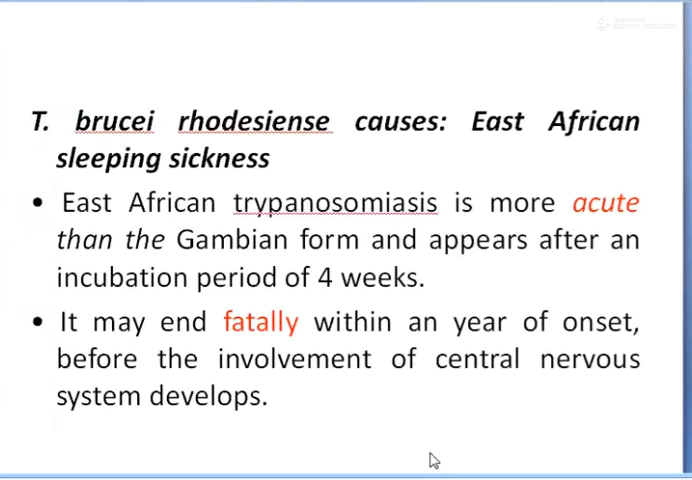 T. brucei rhodesiense causes: East African
sleeping sickness
• East African trypanosomiasis is more acute
than the Gambian form and appears after an
incubation period of 4 weeks.
• It may end fatally within an year of onset,
before the involvement of central nervous
system develops.